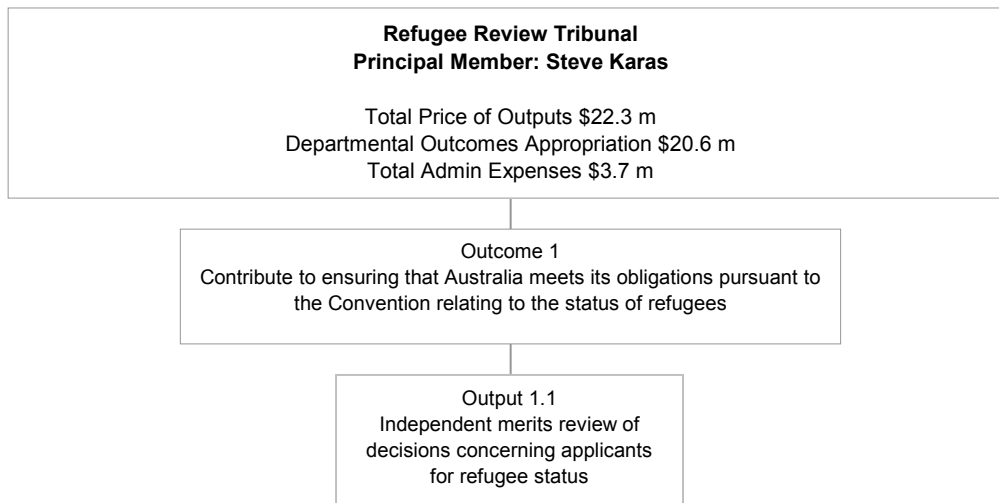 Refugee Review Tribunal
Principal Member: Steve Karas
Total Price of Outputs $22.3 m
Departmental Outcomes Appropriation $20.6 m
Total Admin Expenses $3.7 m
Outcome 1
Contribute to ensuring that Australia meets its obligations pursuant to
the Convention relating to the status of refugees
Output 1.1
Independent merits review of
decisions concerning applicants
for refugee status